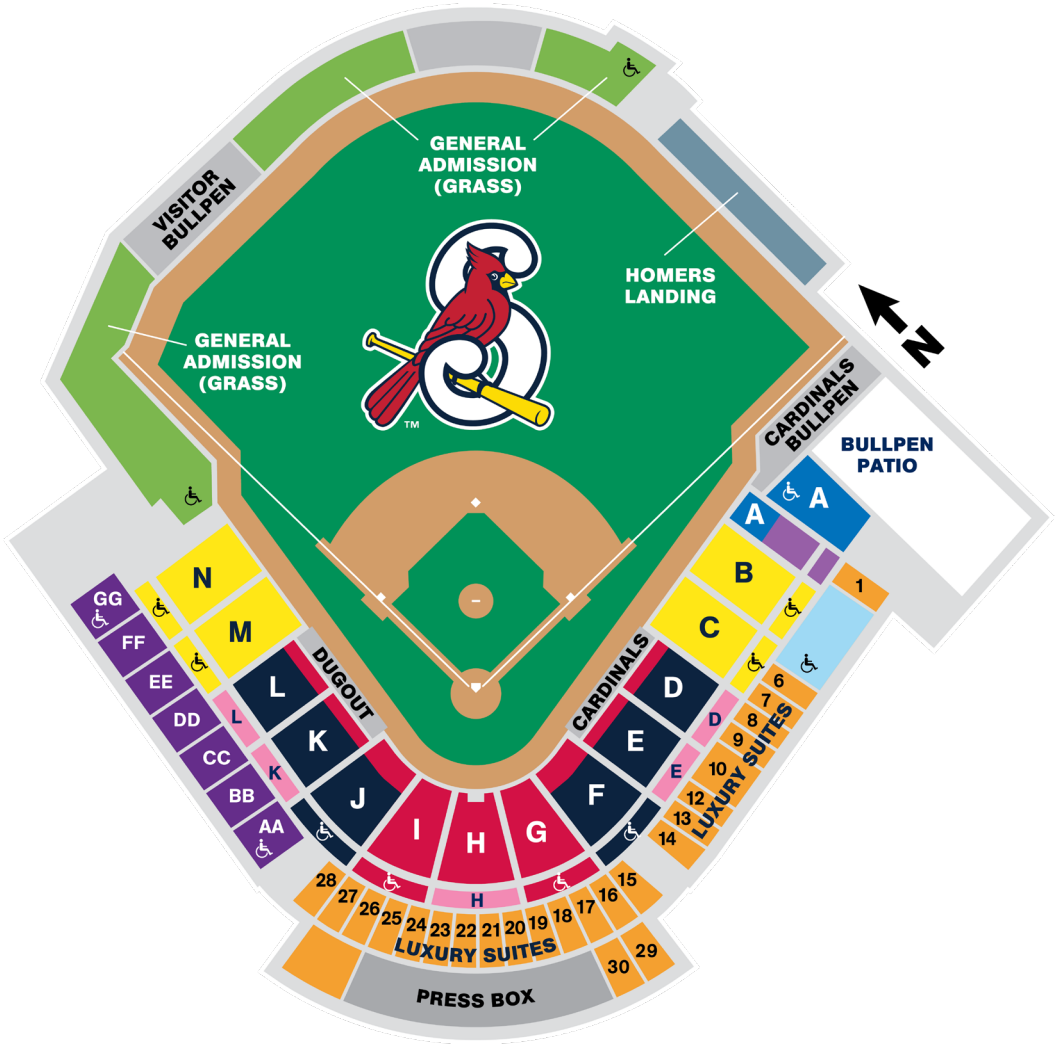 GENERAL
ADMISSION
(GRASS)
VISITOR
BULLPEN
HOMERS
LANDING
N
GENERAL
ADMISSION
(GRASS)
TM
CARDINALS
BULLPEN
BULLPEN
PATIO
A
A
B
C
1
N
M
GG
FF
EE
DD
CC
BB
AA
DUGOUT
CARDINALS
L
K
J
I
H
G
F
E
D
L
K
H
E
D
6
7
8
9
10
12
13
14
LUXURY SUITES
28
27
26
25
24
23
22
21
20
19
18
17
16
15
LUXURY SUITES
30
29
PRESS BOX